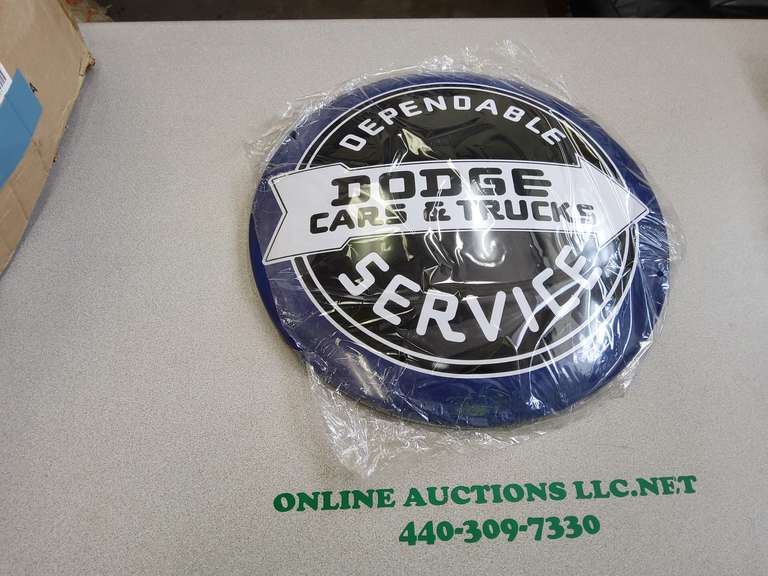 DEPENDABLE
DODGE
CARS & TRUCKS
SERVICE
ONLINE AUCTIONS LLC.NET
440-309-7330